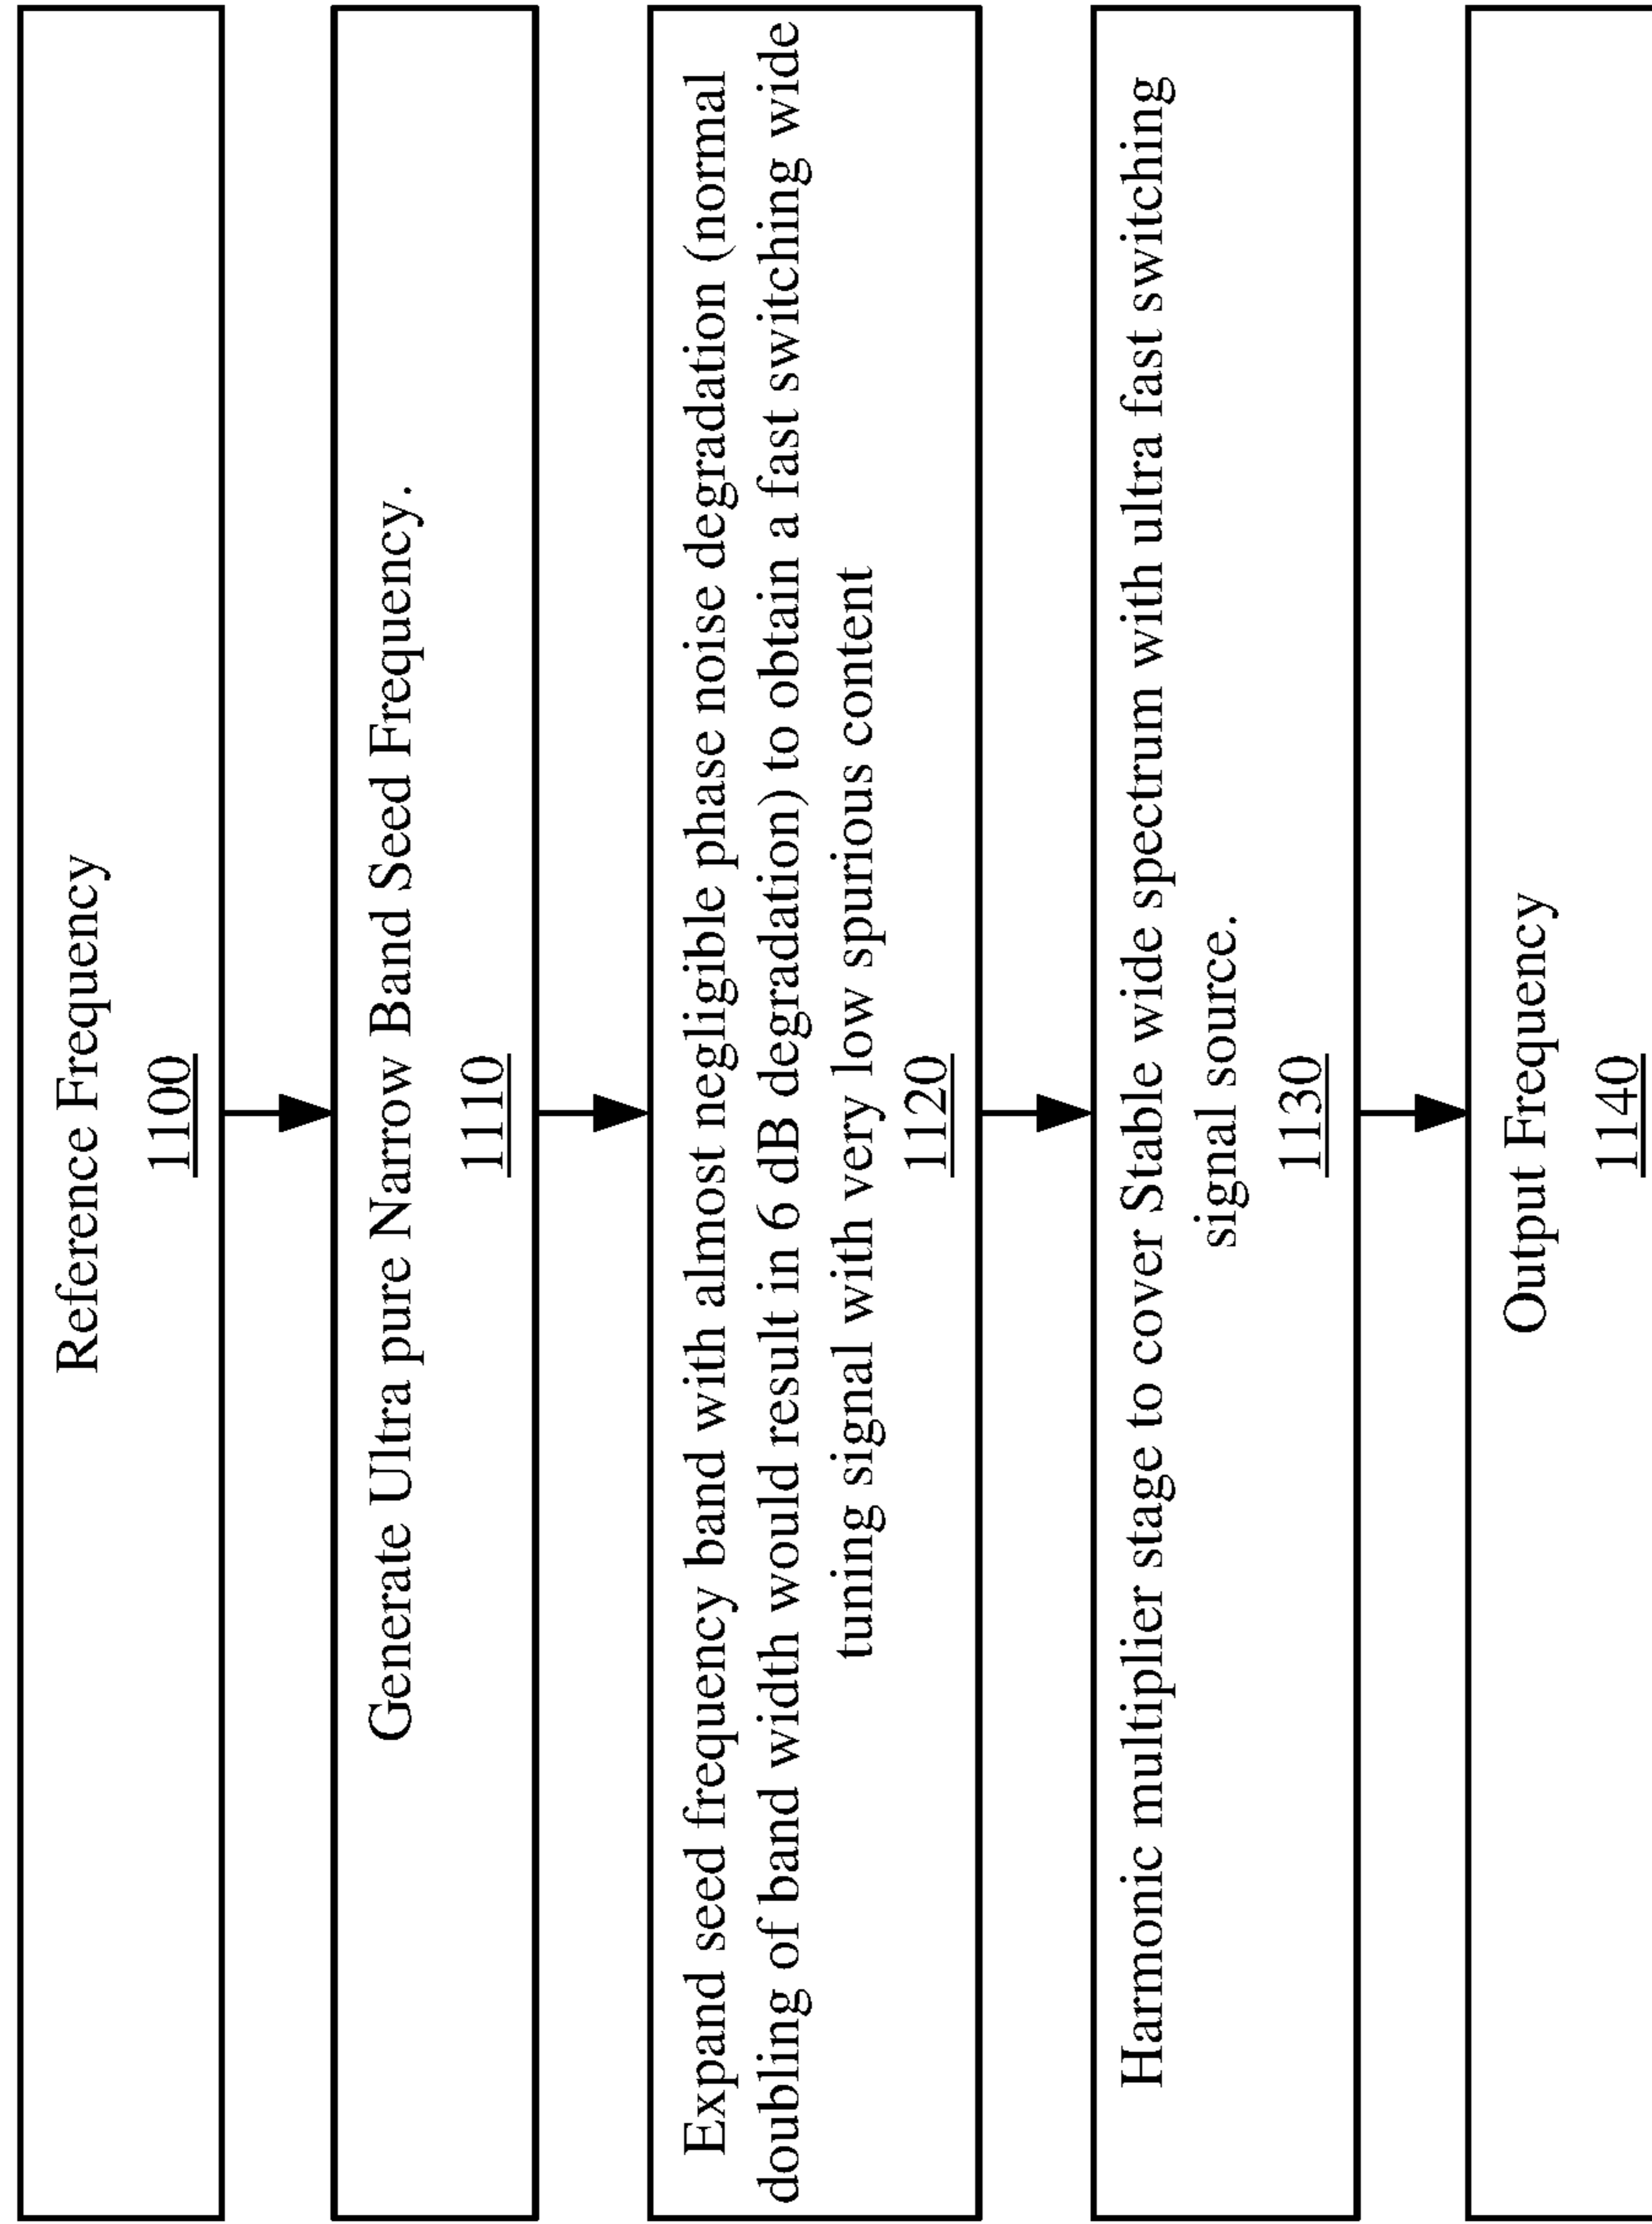 Reference Frequency
1100
Generate Ultra pure Narrow Band Seed Frequency.
1110
Expand seed frequency band with almost negligible phase noise degradation (normal
doubling of band width would result in 6 dB degradation) to obtain a fast switching wide
tuning signal with very low spurious content
1120
Harmonic multiplier stage to cover Stable wide spectrum with ultra fast switching
signal source.
1130
Output Frequency
1140